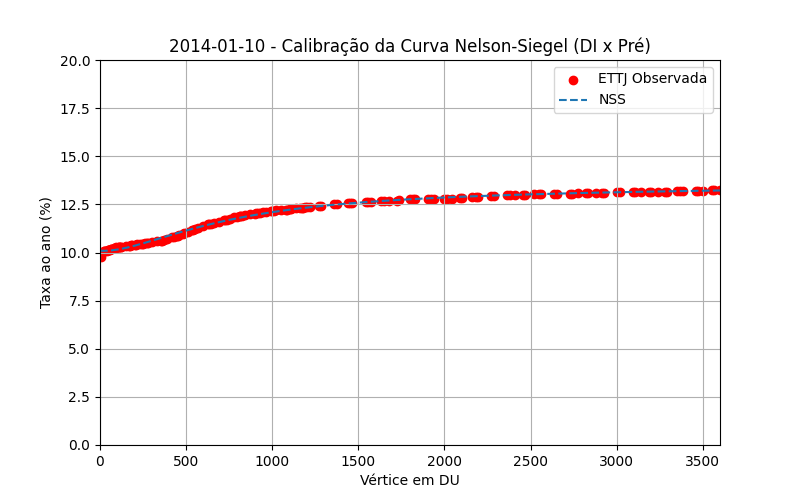 2014-01-10 - Calibração da Curva Nelson-Siegel (DI x Pré)
ETTJ Observada
NSS
Taxa ao ano (%)
20.0
17.5
15.0
12.5
10.0
7.5
5.0
2.5
0.0
0 500 1000 1500 2000 2500 3000 3500
Vértice em DU